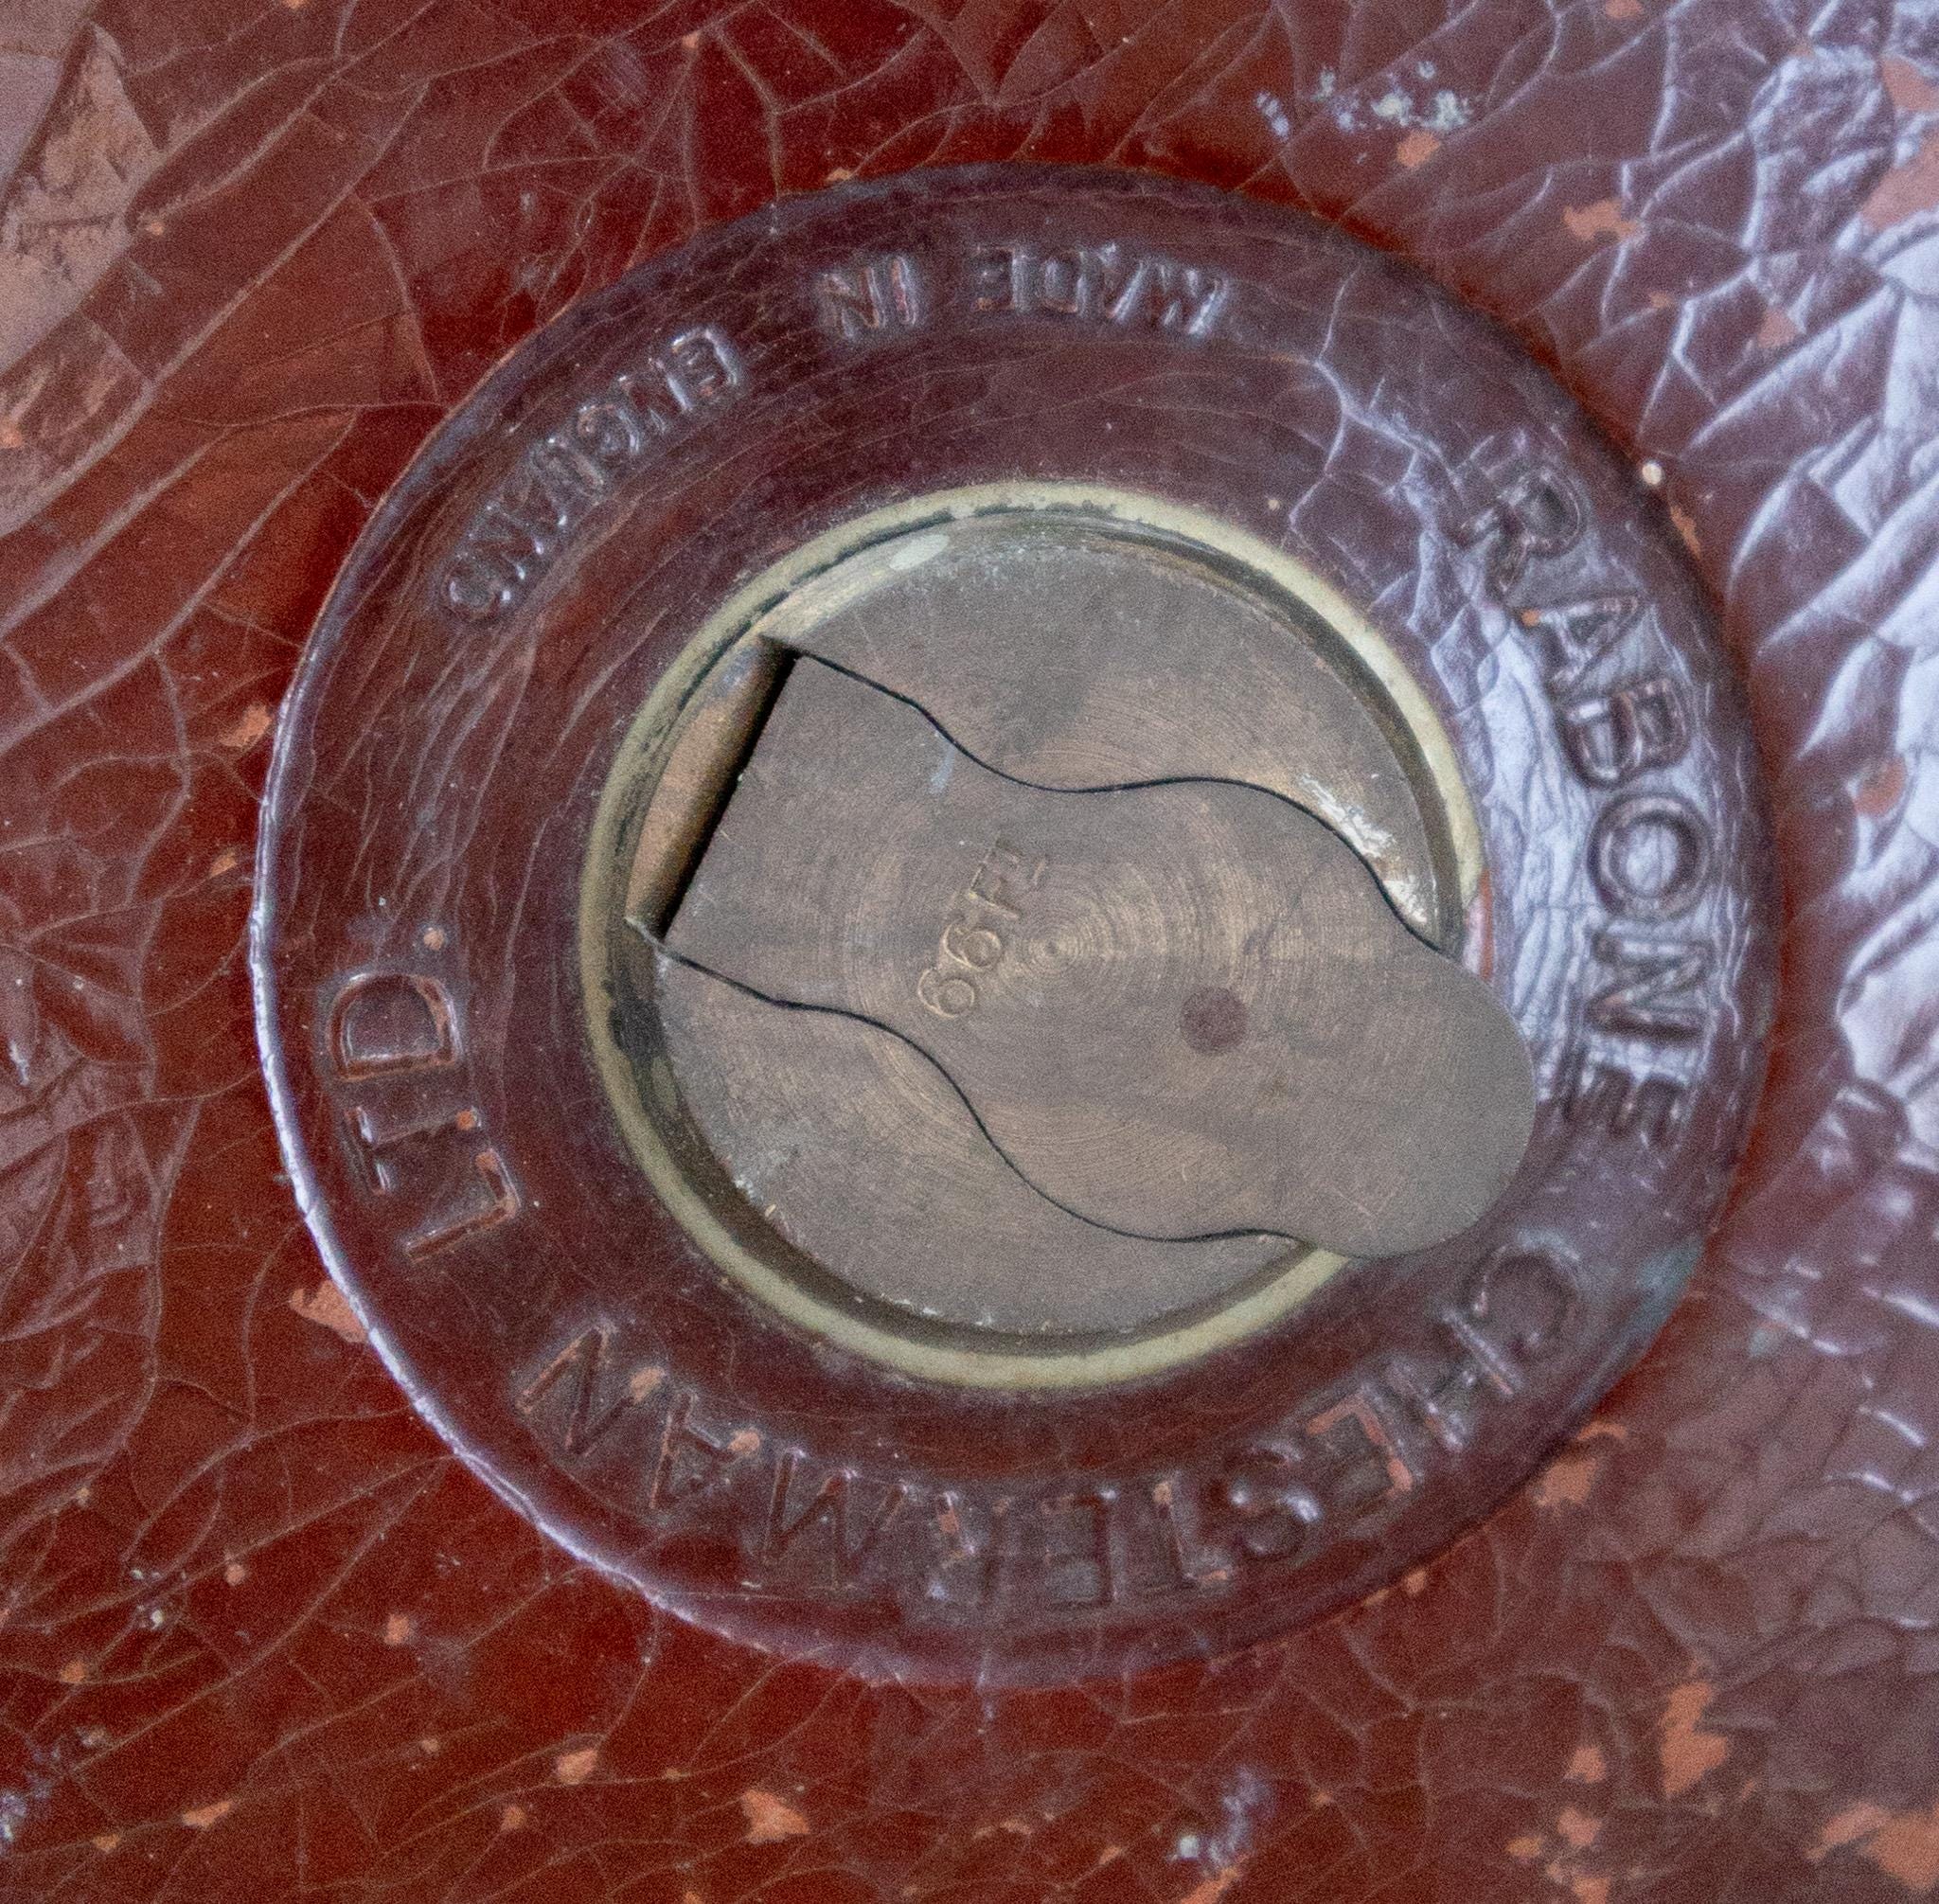 RABONE CHESTERMAN LTD.
MADE IN ENGLAND
66FT